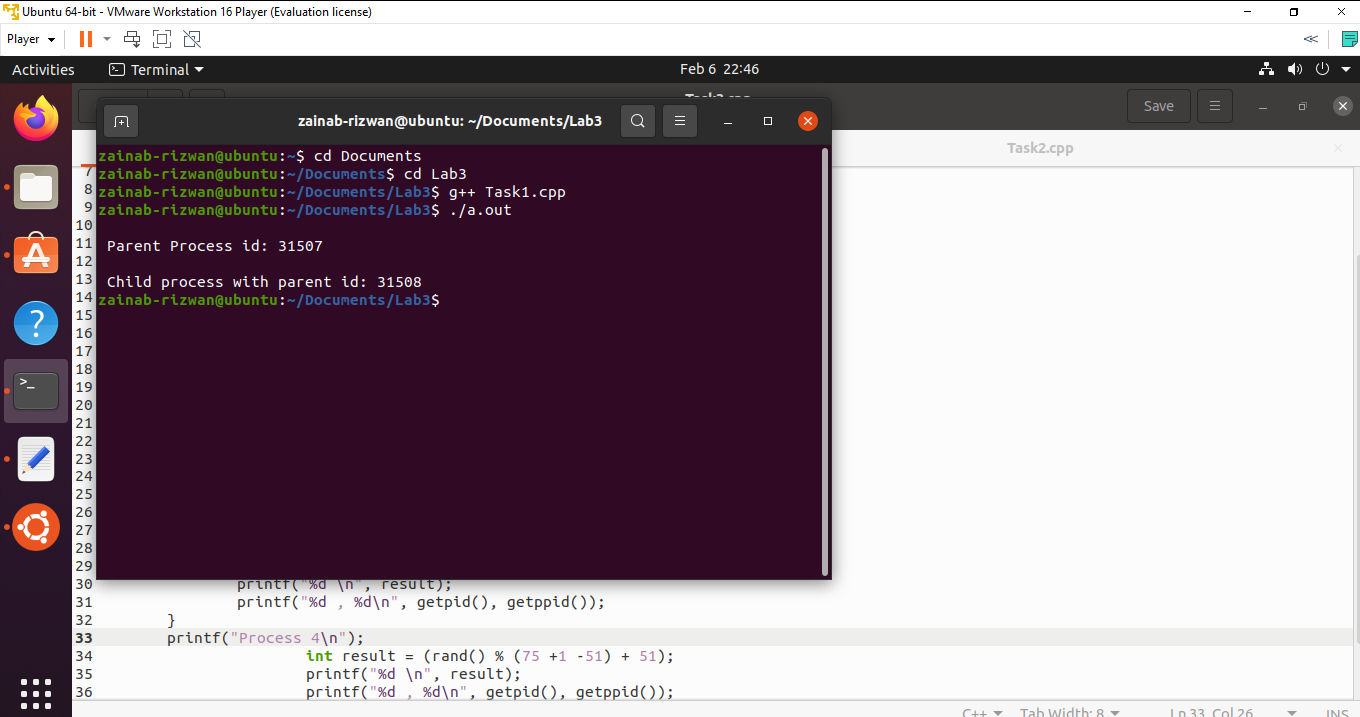 Ubuntu 64-bit - VMware Workstation 16 Player (Evaluation license)
Player
Activities
Terminal
Feb 6 22:46
Save
zainab-rizwan@ubuntu: ~/Documents/Lab3
Task2.cpp
zainab-rizwan@ubuntu:~$ cd Documents
zainab-rizwan@ubuntu:~/Documents$ cd Lab3
zainab-rizwan@ubuntu:~/Documents/Lab3$ g++ Task1.cpp
zainab-rizwan@ubuntu:~/Documents/Lab3$ ./a.out
Parent Process id: 31507
Child process with parent id: 31508
zainab-rizwan@ubuntu:~/Documents/Lab3$
7
8
9
10
11
12
13
14
15
16
17
18
19
20
21
22
23
24
25
26
27
28
29
30 printf("%d \n", result);
31 printf("%d , %d\n", getpid(), getppid());
32 }
33 printf("Process 4\n");
34 int result = (rand() % (75 +1 -51) + 51);
35 printf("%d \n", result);
36 printf("%d , %d\n", getpid(), getppid());
C++ Tab Width: 8 Ln 33, Col 26 INS